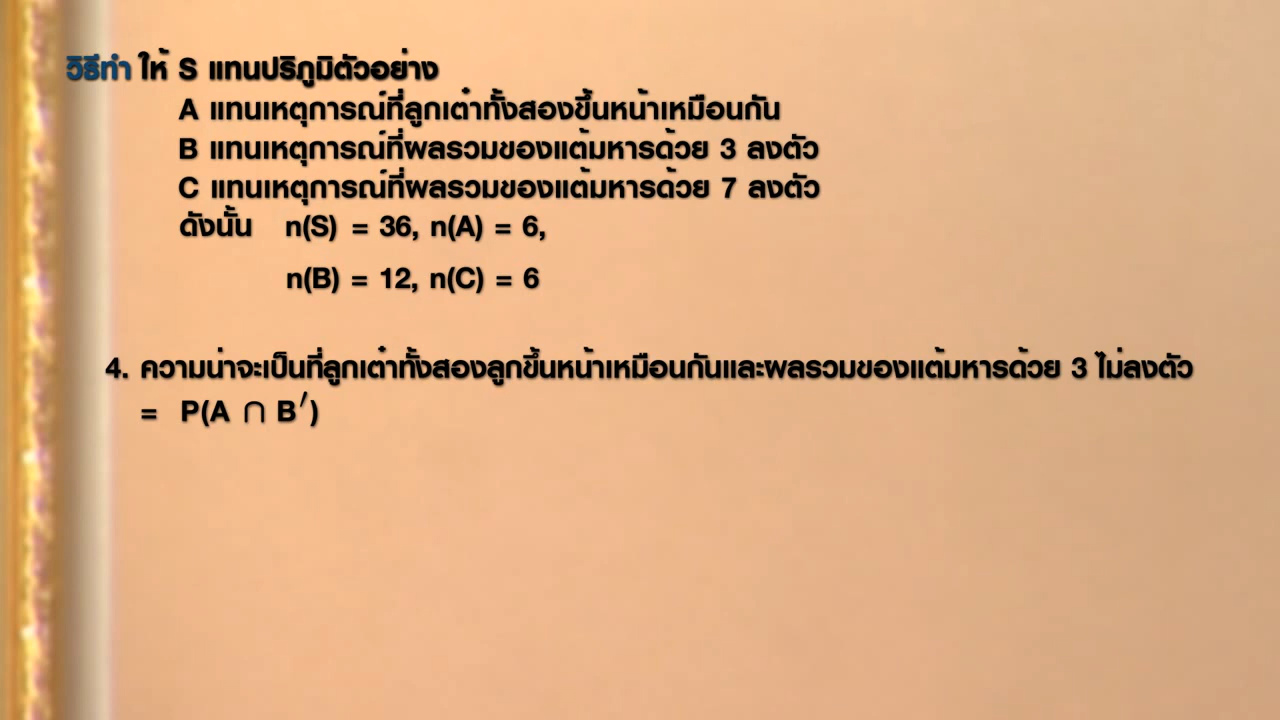 วิธีทำ ให้ S แทนปริภูมิตัวอย่าง
A แทนเหตุการณ์ที่ลูกเต๋าทั้งสองขึ้นหน้าเหมือนกัน
B แทนเหตุการณ์ที่ผลรวมของแต้มหารด้วย 3 ลงตัว
C แทนเหตุการณ์ที่ผลรวมของแต้มหารด้วย 7 ลงตัว
ดังนั้น n(S) = 36, n(A) = 6,
n(B) = 12, n(C) = 6
4. ความน่าจะเป็นที่ลูกเต๋าทั้งสองลูกขึ้นหน้าเหมือนกันและผลรวมของแต้มหารด้วย 3 ไม่ลงตัว
= P(A ∩ B′)